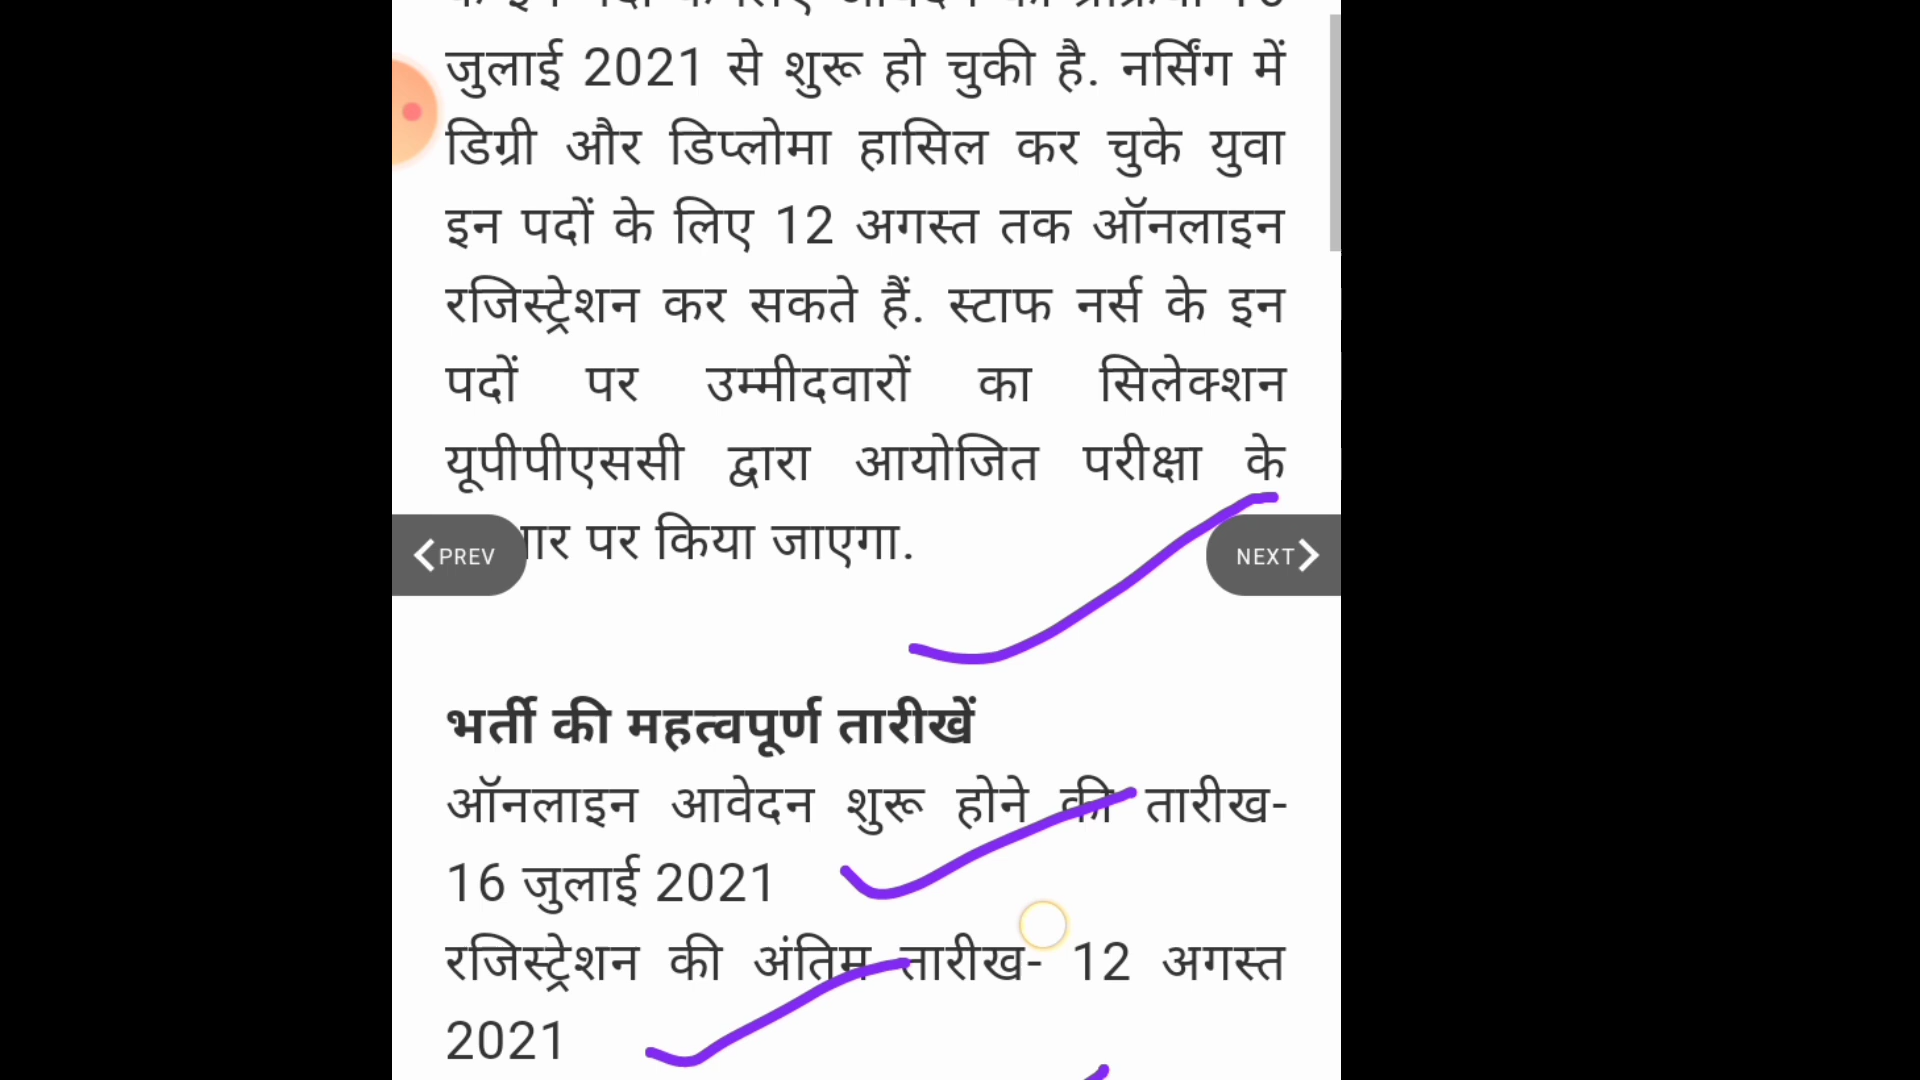 जुलाई 2021 से शुरू हो चुकी है. नर्सिंग में
डिग्री और डिप्लोमा हासिल कर चुके युवा
इन पदों के लिए 12 अगस्त तक ऑनलाइन
रजिस्ट्रेशन कर सकते हैं. स्टाफ नर्स के इन
पदों पर उम्मीदवारों का सिलेक्शन
यूपीपीएससी द्वारा आयोजित परीक्षा के
पर किया जाएगा.
PREV
NEXT
भर्ती की महत्वपूर्ण तारीखें
ऑनलाइन आवेदन शुरू होने की तारीख-
16 जुलाई 2021
रजिस्ट्रेशन की अंतिम तारीख- 12 अगस्त
2021